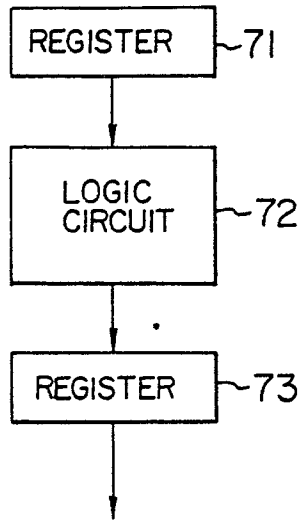 REGISTER 71
LOGIC
CIRCUIT
72
REGISTER 73